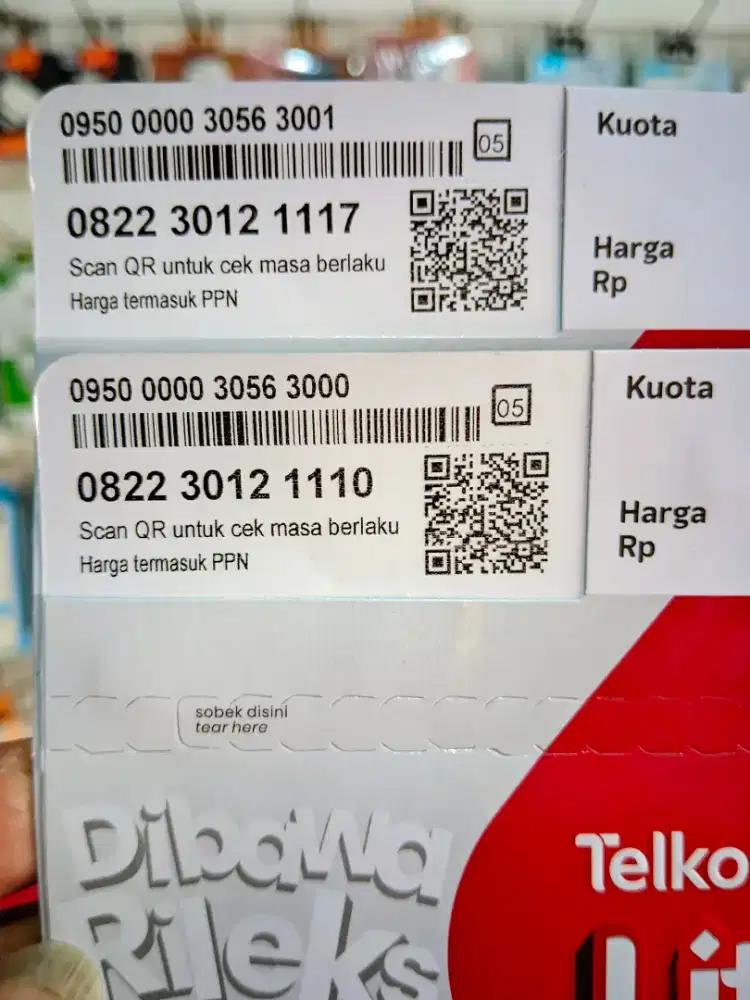 0950 0000 3056 3001
05
0822 3012 1117
Scan QR untuk cek masa berlaku
Harga termasuk PPN
Kuota
Harga
Rp
0950 0000 3056 3000
05
0822 3012 1110
Scan QR untuk cek masa berlaku
Harga termasuk PPN
Kuota
Harga
Rp
sobek disini
tear here
Dibawa
Rileks
Telko
Lit